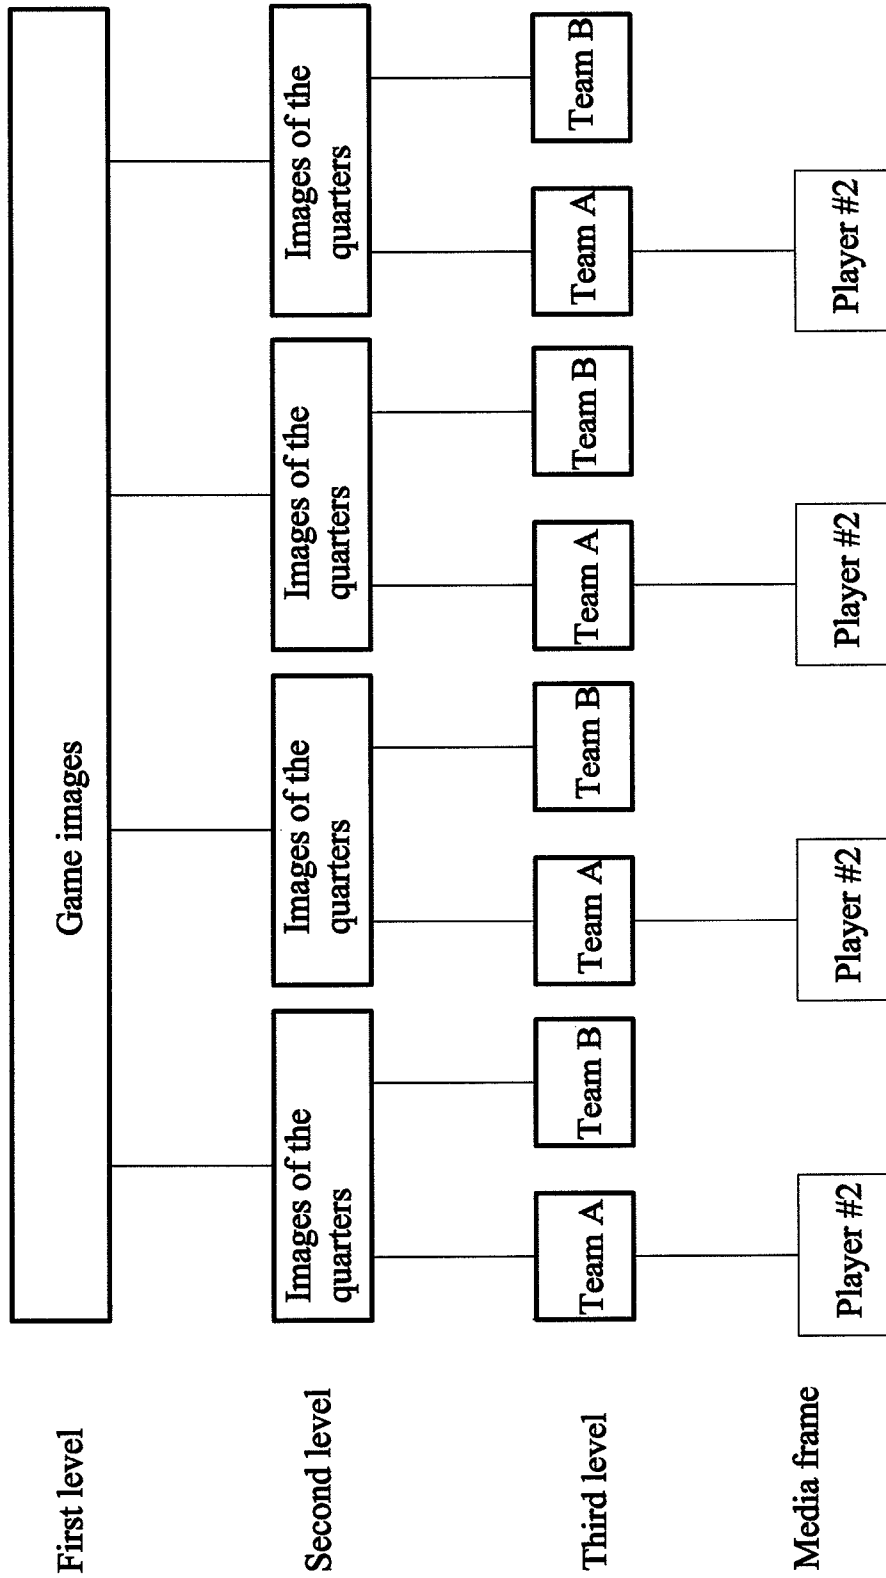 First level
Game images
Second level
Images of the
quarters
Images of the
quarters
Images of the
quarters
Images of the
quarters
Third level
Team A
Team B
Team A
Team B
Team A
Team B
Team A
Team B
Media frame
Player #2
Player #2
Player #2
Player #2